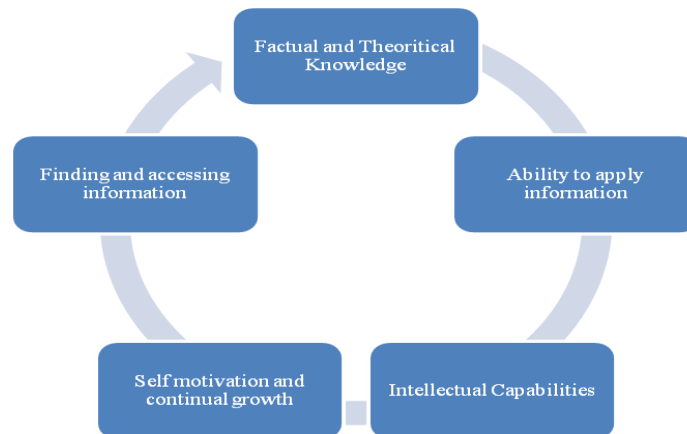 Factual and Theoritical
Knowledge
Ability to apply
information
Intellectual Capabilities
Self motivation and
continual growth
Finding and accessing
information